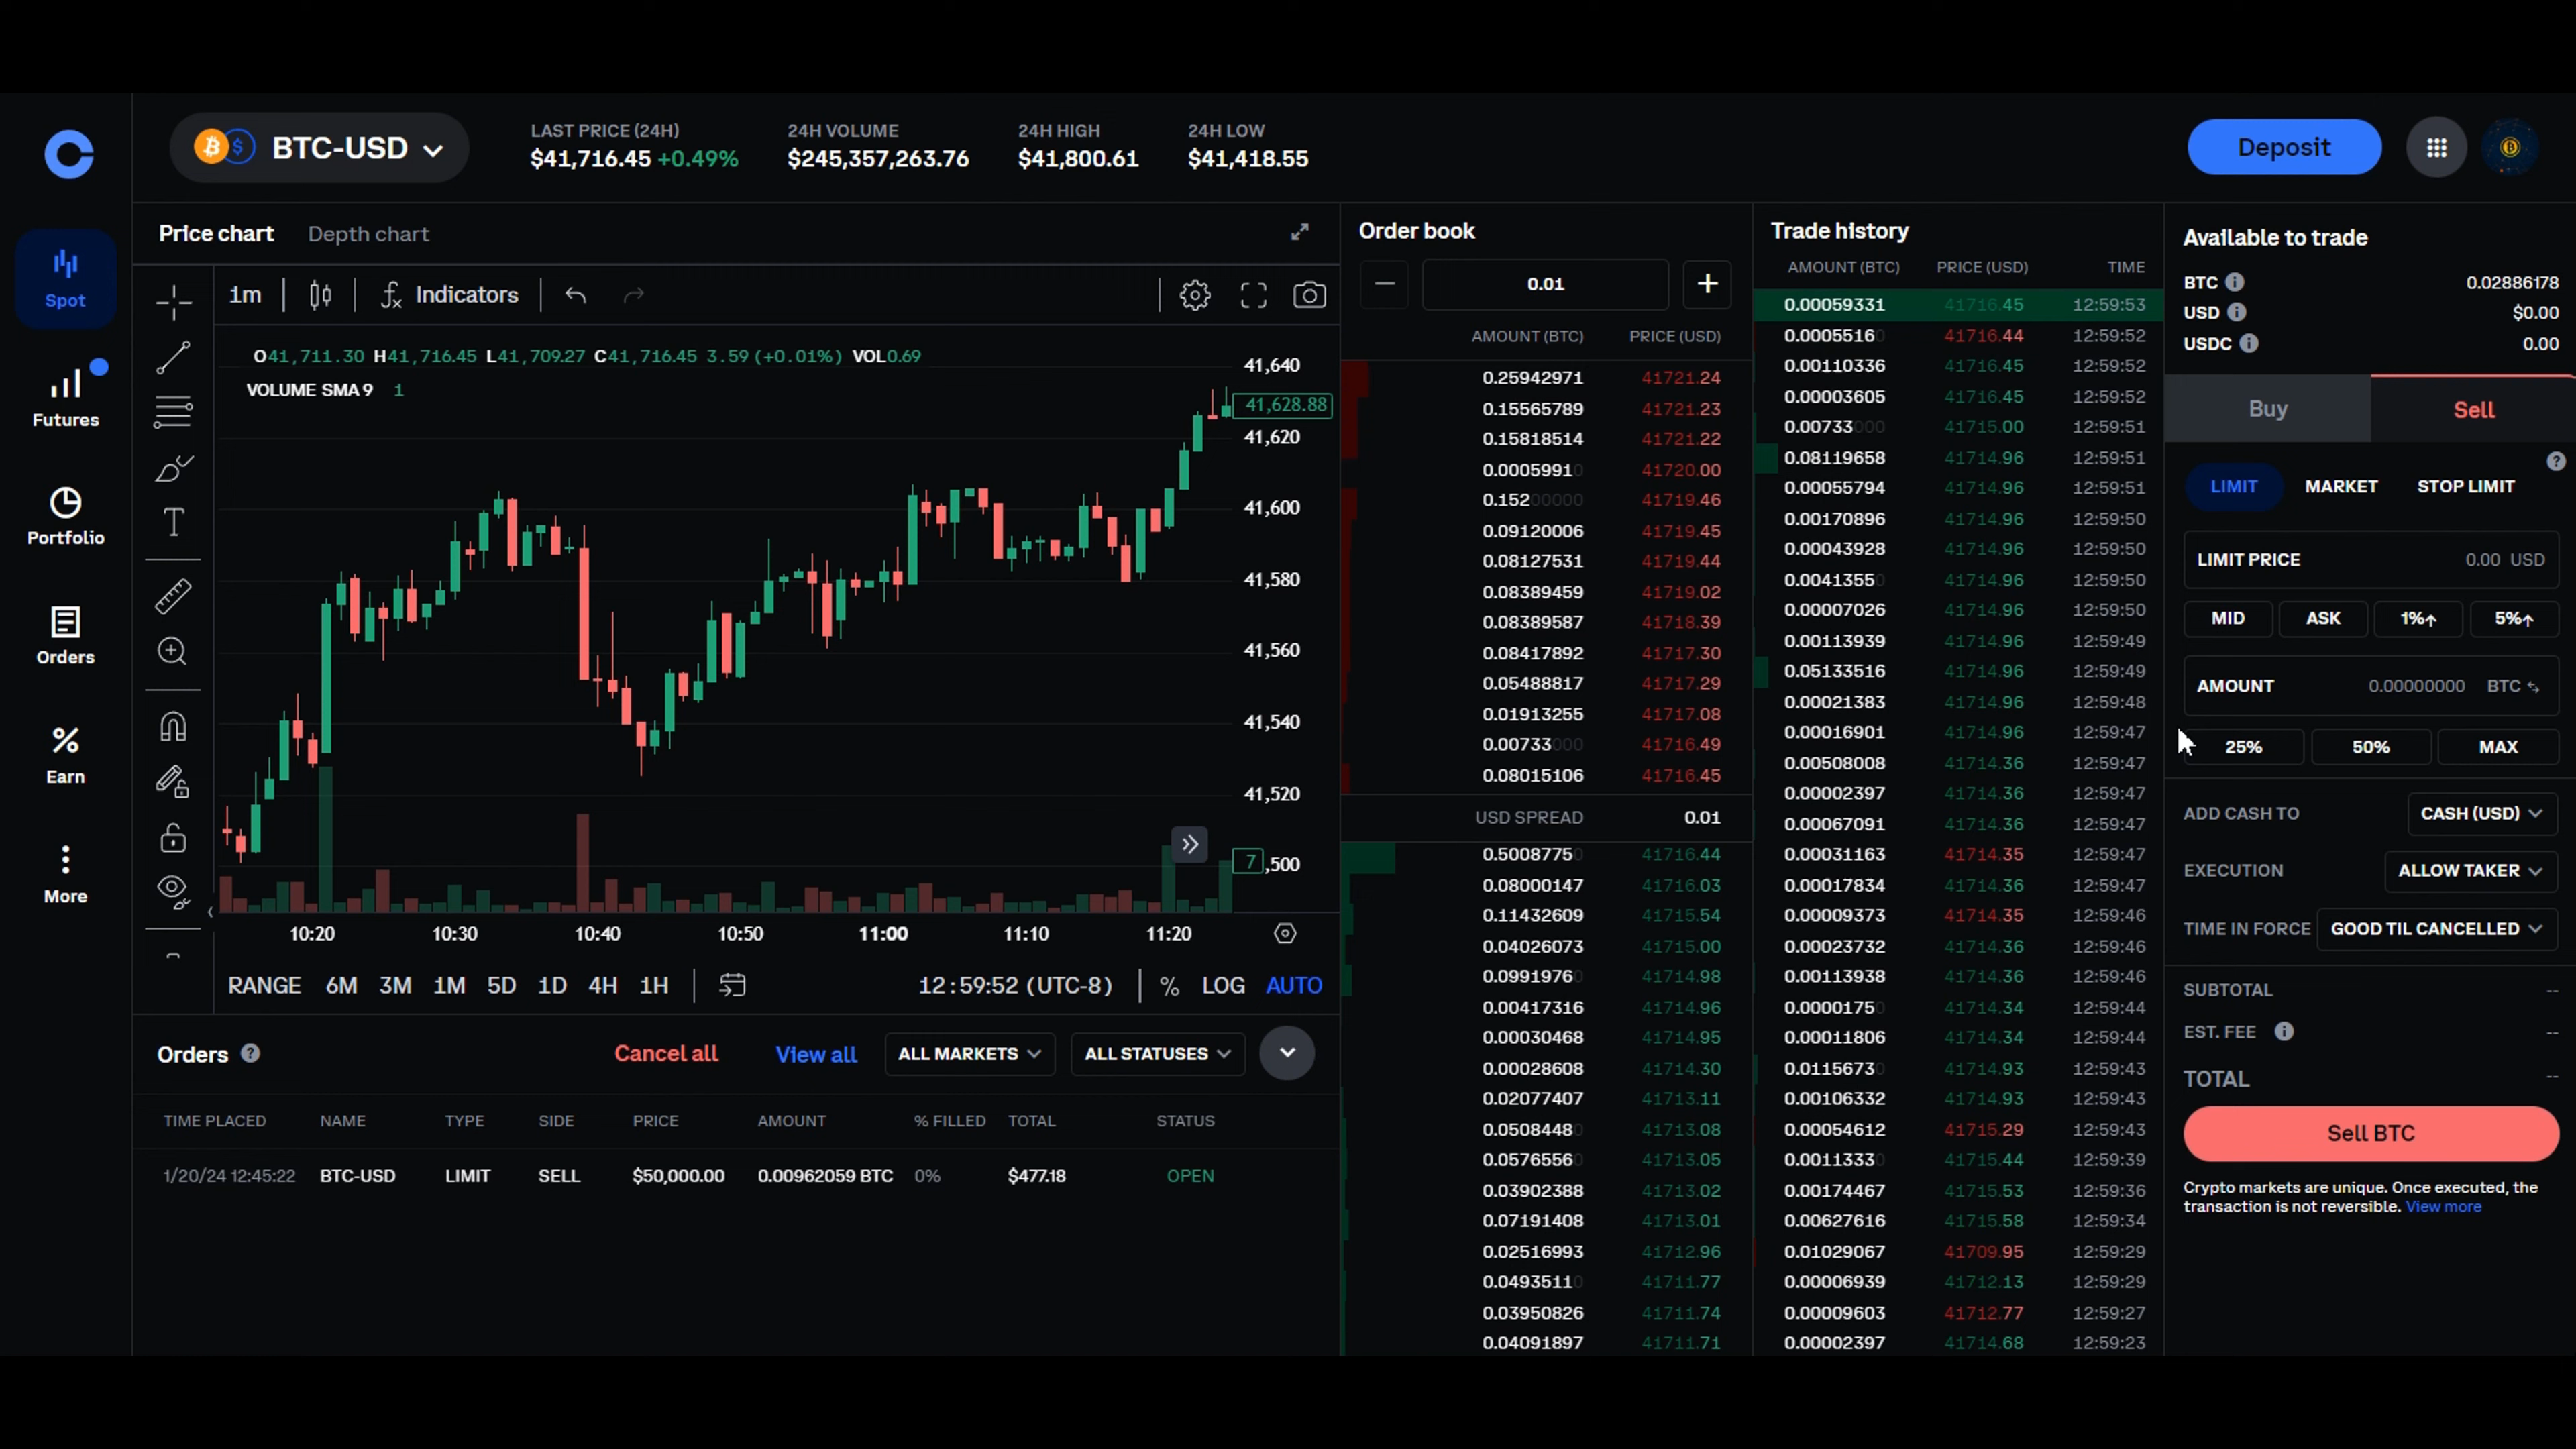 BTC-USD
LAST PRICE (24H)
$41,716.45 +0.49%
24H VOLUME
$245,357,263.76
24H HIGH
$41,800.61
24H LOW
$41,418.55
Deposit
Spot
Futures
Portfolio
Orders
Earn
More
Price chart Depth chart
1m Indicators
O41,711.30 H41,716.45 L41,709.27 C41,716.45 3.59 (+0.01%) VOL0.69
VOLUME SMA 9 1
41,640
41,628.88
41,620
41,600
41,580
41,560
41,540
41,520
7 ,500
10:20 10:30 10:40 10:50 11:00 11:10 11:20
RANGE 6M 3M 1M 5D 1D 4H 1H 12:59:52 (UTC-8) % LOG AUTO
Orders ? Cancel all View all ALL MARKETS ALL STATUSES
TIME PLACED NAME TYPE SIDE PRICE AMOUNT % FILLED TOTAL STATUS
1/20/24 12:45:22 BTC-USD LIMIT SELL $50,000.00 0.00962059 BTC 0% $477.18 OPEN
Order book
0.01
AMOUNT (BTC) PRICE (USD)
0.25942971 41721.24
0.15565789 41721.23
0.15818514 41721.22
0.00059910 41720.00
0.15200000 41719.46
0.09120006 41719.45
0.08127531 41719.44
0.08389459 41719.02
0.08389587 41718.39
0.08417892 41717.30
0.05488817 41717.29
0.01913255 41717.08
0.00733000 41716.49
0.08015106 41716.45
USD SPREAD 0.01
0.50087750 41716.44
0.08000147 41716.03
0.11432609 41715.54
0.04026073 41715.00
0.09919760 41714.98
0.00417316 41714.96
0.00030468 41714.95
0.00028608 41714.30
0.02077407 41713.11
0.05084480 41713.08
0.05765560 41713.05
0.03902388 41713.02
0.07191408 41713.01
0.02516993 41712.96
0.04935110 41711.77
0.03950826 41711.74
0.04091897 41711.71
Trade history
AMOUNT (BTC) PRICE (USD) TIME
0.00059331 41716.45 12:59:53
0.00055160 41716.44 12:59:52
0.00110336 41716.45 12:59:52
0.00003605 41716.45 12:59:52
0.00733000 41715.00 12:59:51
0.08119658 41714.96 12:59:51
0.00055794 41714.96 12:59:51
0.00170896 41714.96 12:59:50
0.00043928 41714.96 12:59:50
0.00413550 41714.96 12:59:50
0.00007026 41714.96 12:59:50
0.00113939 41714.96 12:59:49
0.05133516 41714.96 12:59:49
0.00021383 41714.96 12:59:48
0.00016901 41714.96 12:59:47
0.00508008 41714.36 12:59:47
0.00002397 41714.36 12:59:47
0.00067091 41714.36 12:59:47
0.00031163 41714.35 12:59:47
0.00017834 41714.36 12:59:47
0.00009373 41714.35 12:59:46
0.00023732 41714.36 12:59:46
0.00113938 41714.36 12:59:46
0.00001750 41714.34 12:59:44
0.00011806 41714.34 12:59:44
0.01156730 41714.93 12:59:43
0.00106332 41714.93 12:59:43
0.00054612 41715.29 12:59:43
0.00113330 41715.44 12:59:39
0.00174467 41715.53 12:59:36
0.00627616 41715.58 12:59:34
0.01029067 41709.95 12:59:29
0.00006939 41712.13 12:59:29
0.00009603 41712.77 12:59:27
0.00002397 41714.68 12:59:23
Available to trade
BTC 0.02886178
USD $0.00
USDC 0.00
Buy Sell
?
LIMIT MARKET STOP LIMIT
LIMIT PRICE 0.00 USD
MID ASK 1%↑ 5%↑
AMOUNT 0.00000000 BTC
25% 50% MAX
ADD CASH TO CASH (USD)
EXECUTION ALLOW TAKER
TIME IN FORCE GOOD TIL CANCELLED
SUBTOTAL --
EST. FEE --
TOTAL --
Sell BTC
Crypto markets are unique. Once executed, the
transaction is not reversible. View more